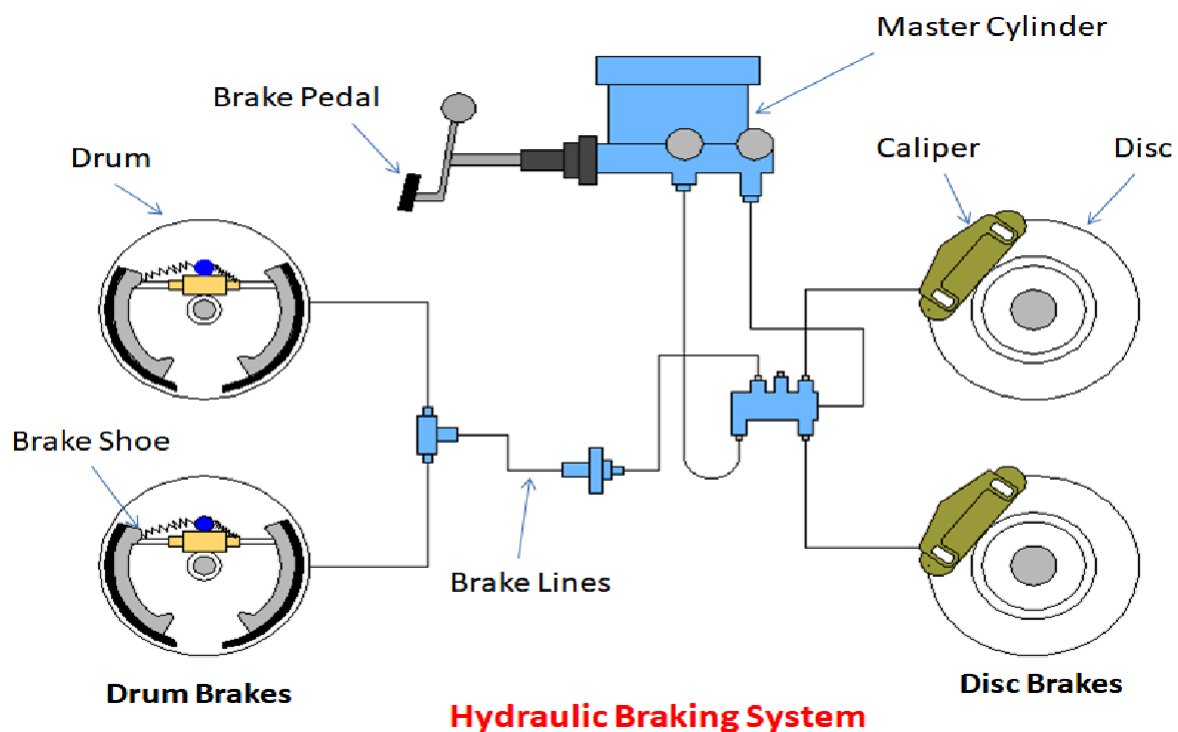 Master Cylinder
Brake Pedal
Drum
Caliper
Disc
Brake Shoe
Brake Lines
Drum Brakes
Disc Brakes
Hydraulic Braking System